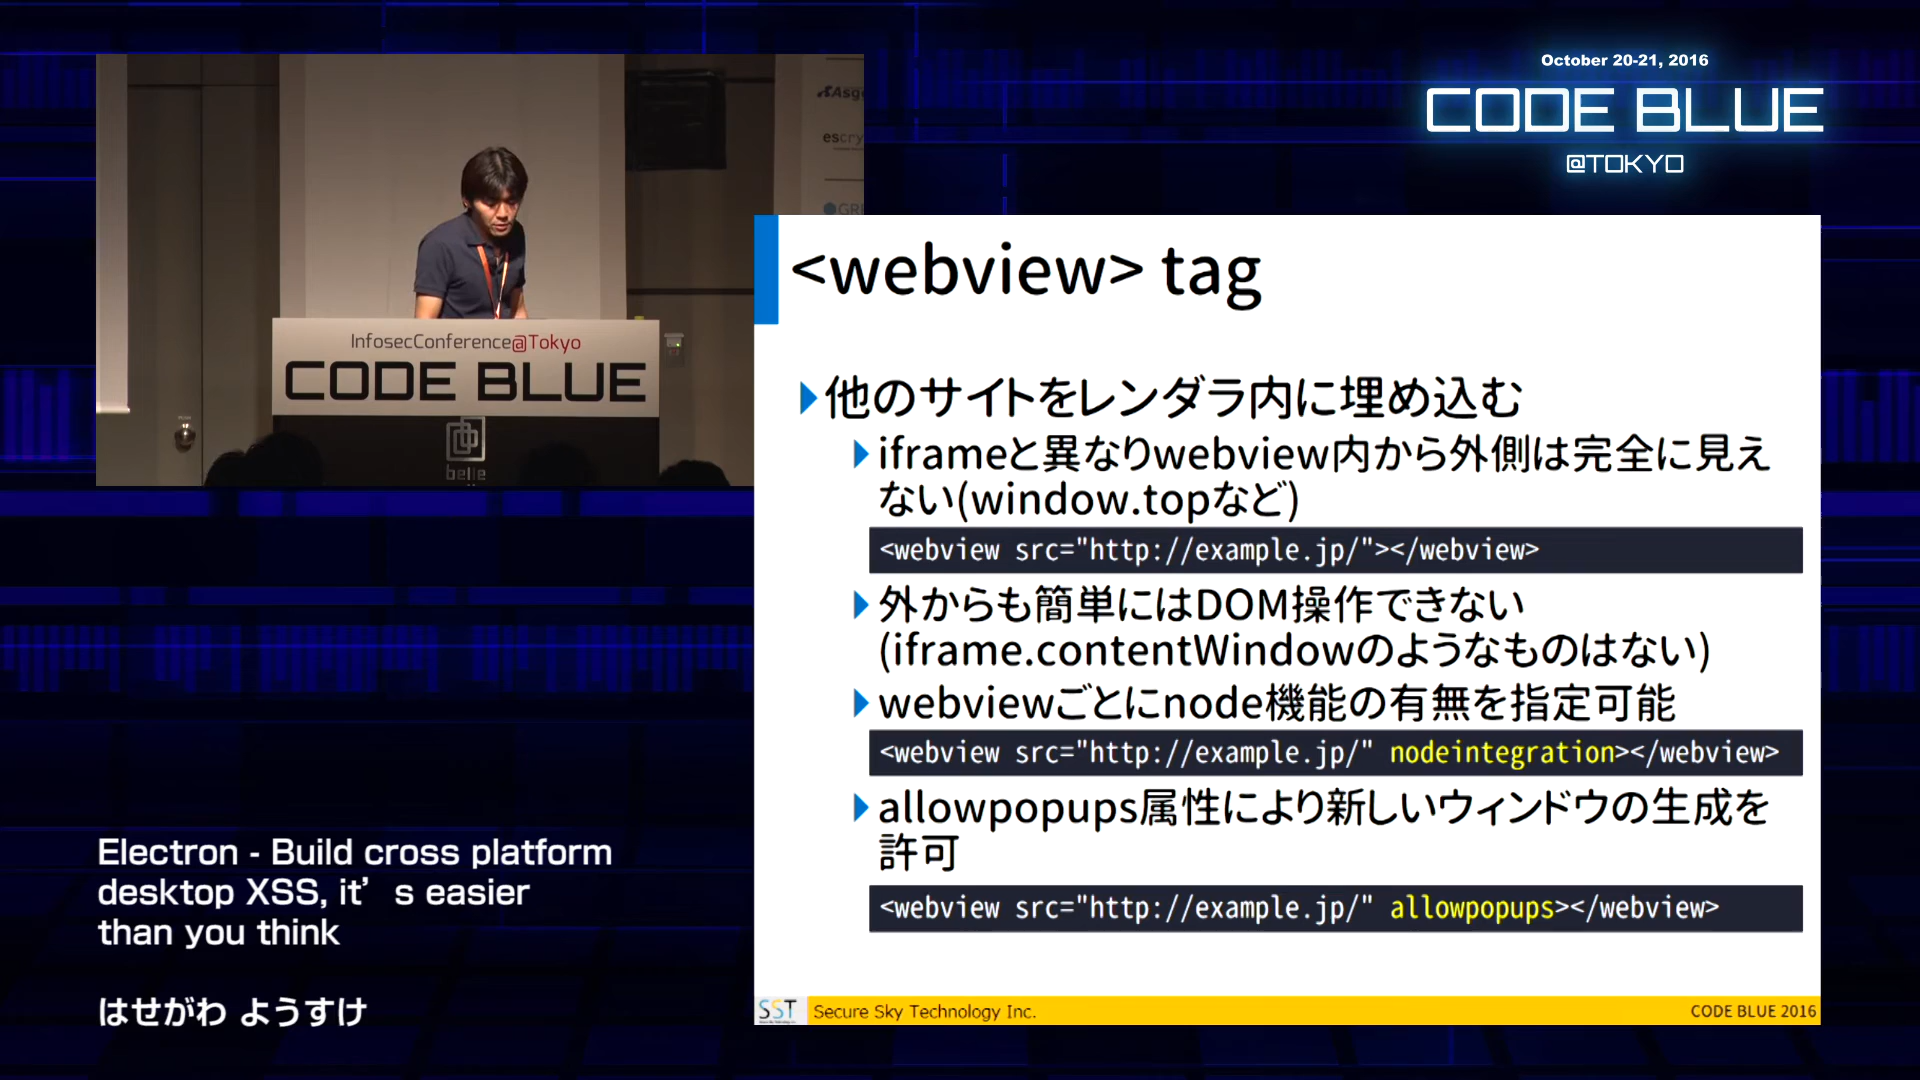 October 20-21, 2016
CODE BLUE
@TOKYO
InfosecConference@Tokyo
CODE BLUE
belle
<webview> tag
他のサイトをレンダラ内に埋め込む
iframeと異なりwebview内から外側は完全に見え
ない(window.topなど)
<webview src="http://example.jp/"></webview>
外からも簡単にはDOM操作できない
(iframe.contentWindowのようなものはない)
webviewごとにnode機能の有無を指定可能
<webview src="http://example.jp/" nodeintegration></webview>
allowpopups属性により新しいウィンドウの生成を
許可
<webview src="http://example.jp/" allowpopups></webview>
SST Secure Sky Technology Inc.
CODE BLUE 2016
Electron - Build cross platform
desktop XSS, it’s easier
than you think
はせがわ ようすけ